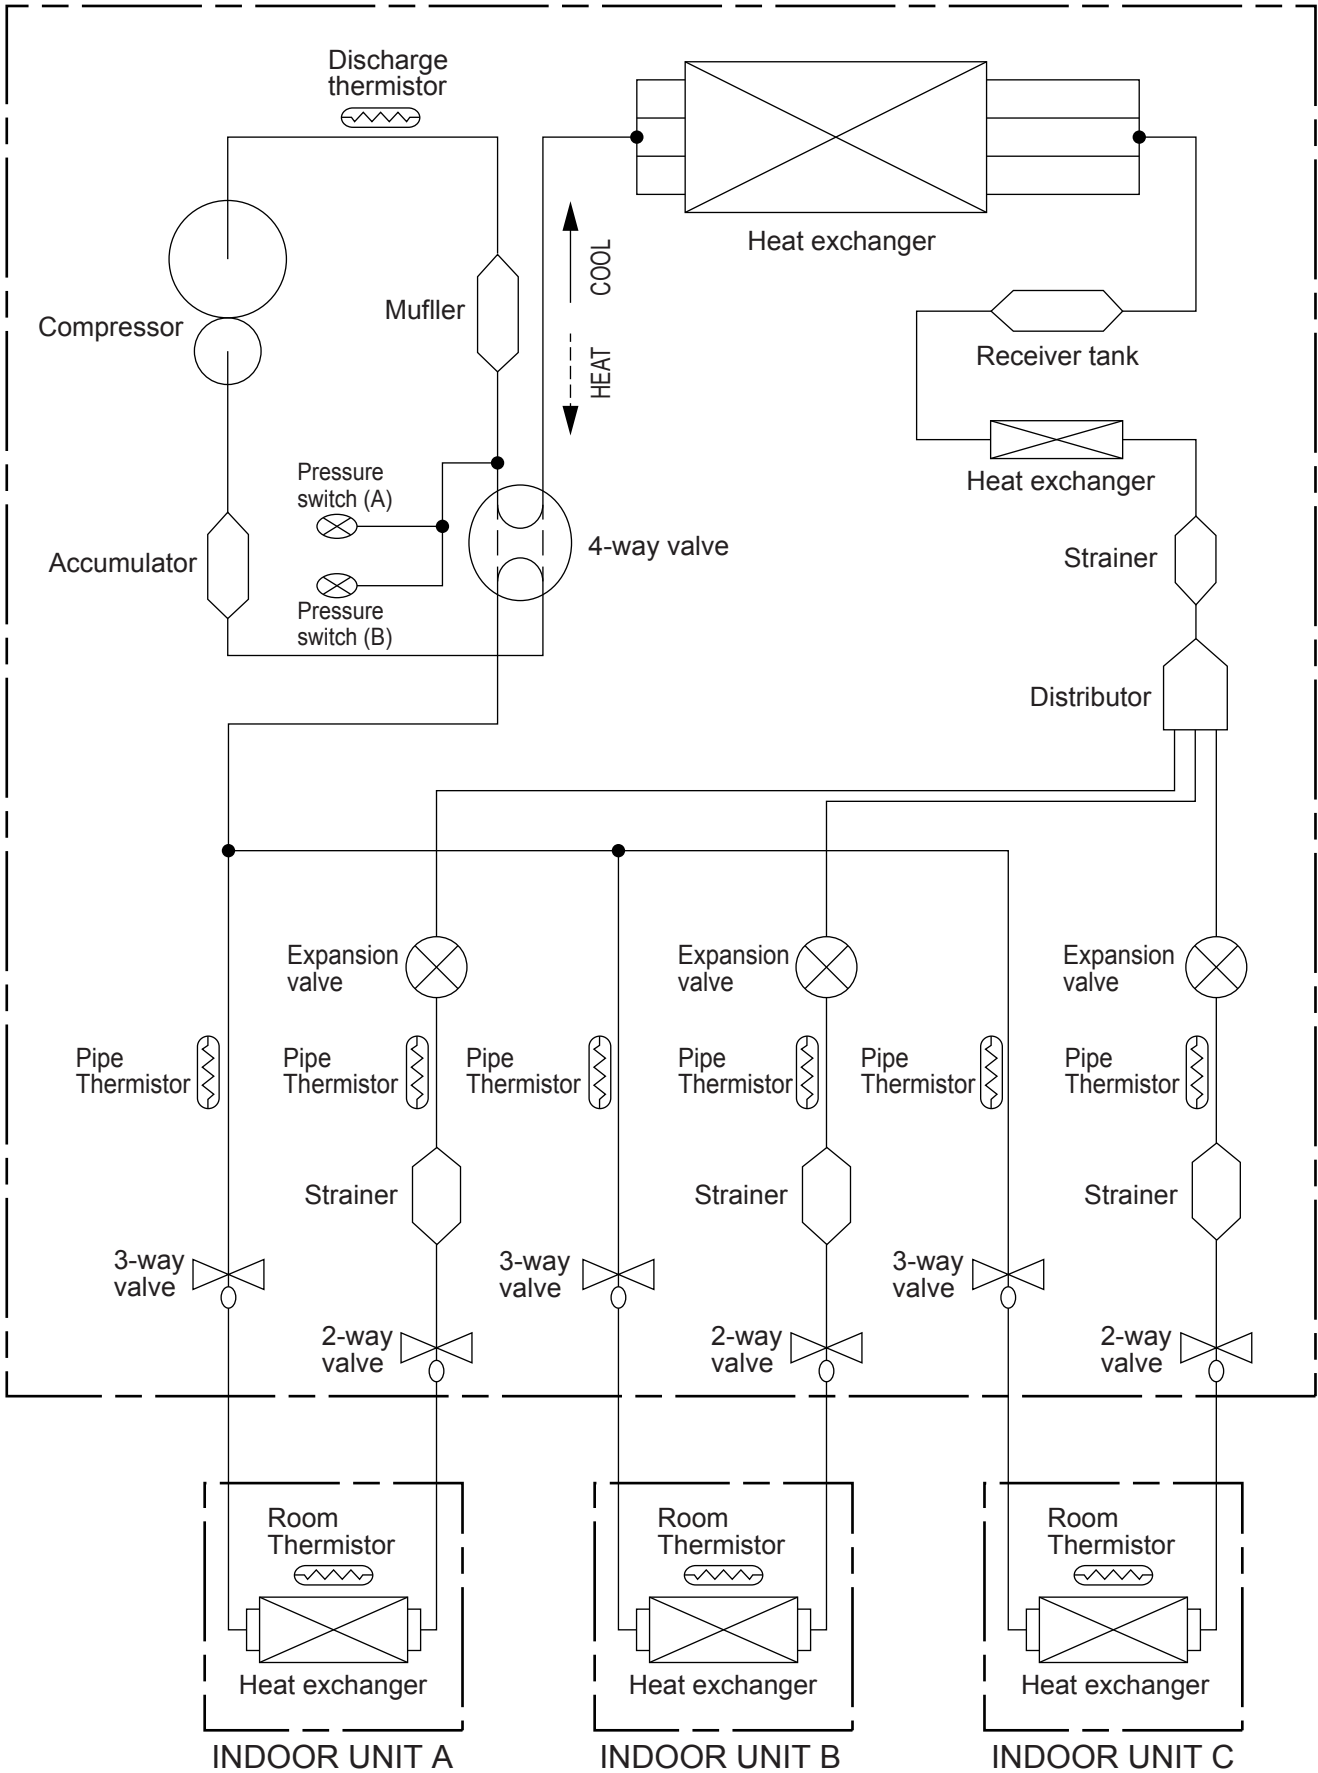 Discharge
thermistor
Heat exchanger
COOL
Mufller
Compressor
HEAT
Receiver tank
Pressure
switch (A)
Heat exchanger
4-way valve
Strainer
Accumulator
Pressure
switch (B)
Distributor
Expansion
valve
Expansion
valve
Expansion
valve
Pipe
Thermistor
Pipe
Thermistor
Pipe
Thermistor
Pipe
Thermistor
Pipe
Thermistor
Pipe
Thermistor
Strainer
Strainer
Strainer
3-way
valve
3-way
valve
3-way
valve
2-way
valve
2-way
valve
2-way
valve
Room
Thermistor
Room
Thermistor
Room
Thermistor
Heat exchanger
Heat exchanger
Heat exchanger
INDOOR UNIT A
INDOOR UNIT B
INDOOR UNIT C